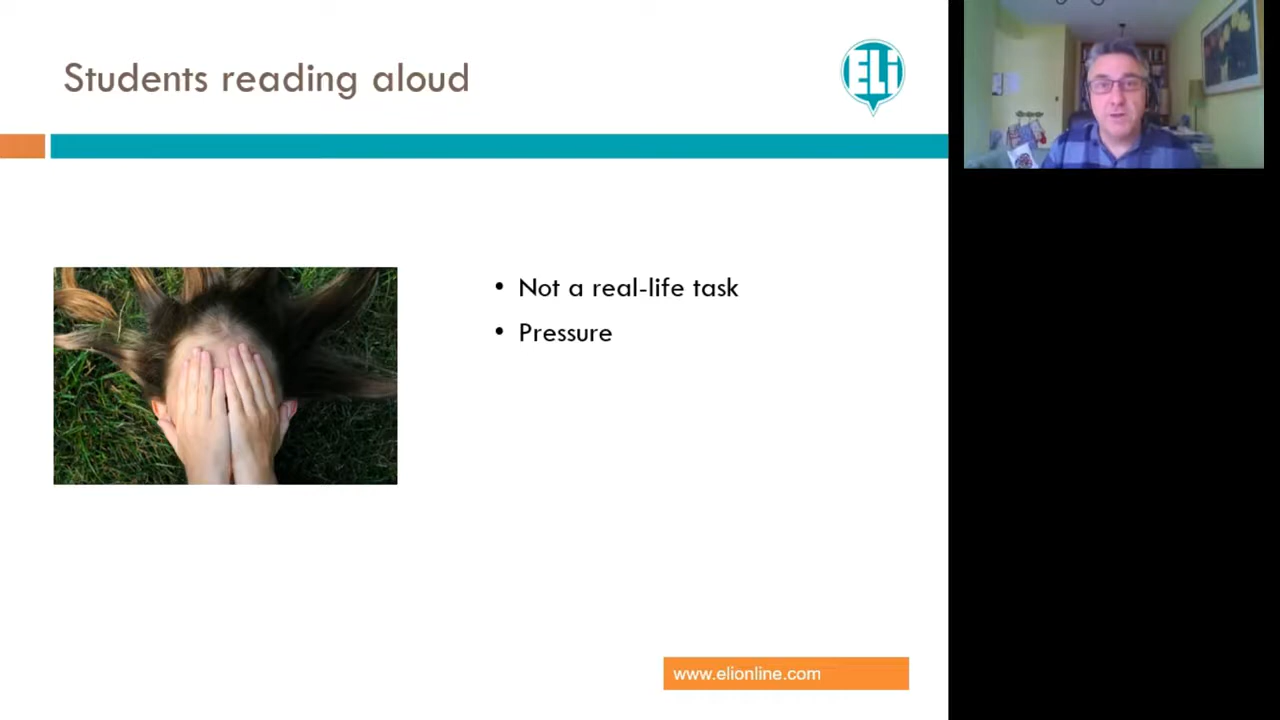 Students reading aloud
ELi
• Not a real-life task
• Pressure
www.elionline.com